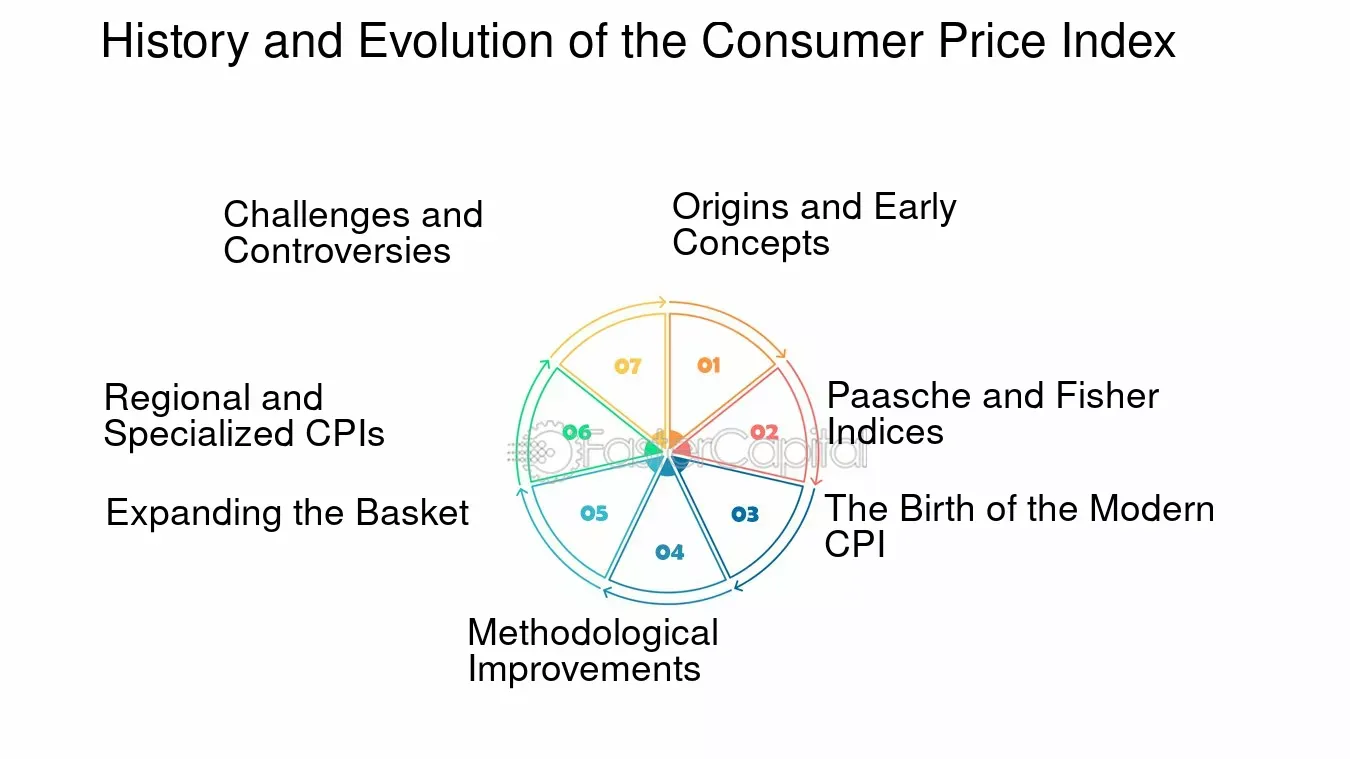 History and Evolution of the Consumer Price Index
Challenges and
Controversies
Origins and Early
Concepts
07
01
Regional and
Specialized CPIs
06
02
Paasche and Fisher
Indices
FasterCapital
Expanding the Basket
05
03
The Birth of the Modern
CPI
04
Methodological
Improvements